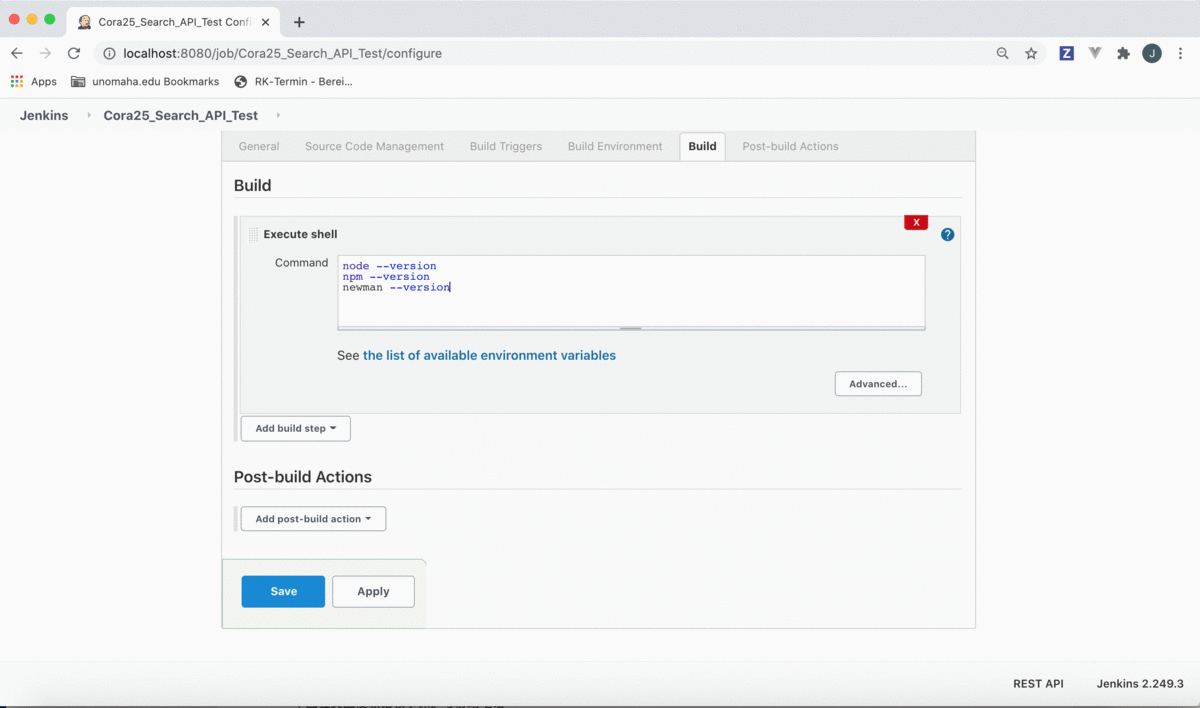 Cora25_Search_API_Test Confi
localhost:8080/job/Cora25_Search_API_Test/configure
Z
J
Apps
unomaha.edu Bookmarks
RK-Termin - Berei...
Jenkins
Cora25_Search_API_Test
General
Source Code Management
Build Triggers
Build Environment
Build
Post-build Actions
Build
X
Execute shell
?
Command
node --version
npm --version
newman --version
See the list of available environment variables
Advanced...
Add build step
Post-build Actions
Add post-build action
Save
Apply
REST API
Jenkins 2.249.3